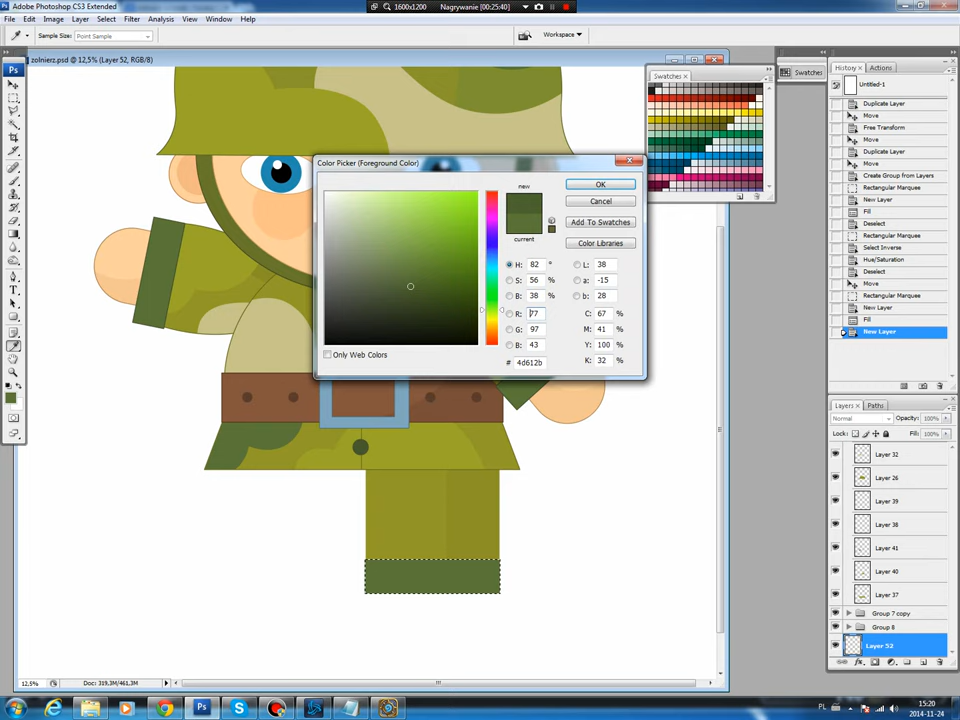 Adobe Photoshop CS3 Extended
1600x1200 Nagrywanie [00:25:40]
File Edit Image Layer Select Filter Analysis View Window Help
Sample Size: Point Sample
Workspace
zolnierz.psd @ 12,5% (Layer 52, RGB/8)
Swatches
Swatches
History Actions
Untitled-1
Duplicate Layer
Move
Free Transform
Move
Duplicate Layer
Move
Create Group from Layers
Rectangular Marquee
New Layer
Fill
Deselect
Rectangular Marquee
Select Inverse
Hue/Saturation
Deselect
Move
Rectangular Marquee
New Layer
Fill
New Layer
Color Picker (Foreground Color)
new
current
OK
Cancel
Add To Swatches
Color Libraries
H: 82 °
S: 56 %
B: 38 %
R: 77
G: 97
B: 43
# 4d612b
L: 38
a: -15
b: 28
C: 67 %
M: 41 %
Y: 100 %
K: 32 %
Only Web Colors
Layers Paths
Normal Opacity: 100%
Lock: Fill: 100%
Layer 32
Layer 26
Layer 39
Layer 38
Layer 41
Layer 40
Layer 37
Group 7 copy
Group 8
Layer 52
12,5% Doc: 319,3M/461,3M
PL 15:20
2014-11-24